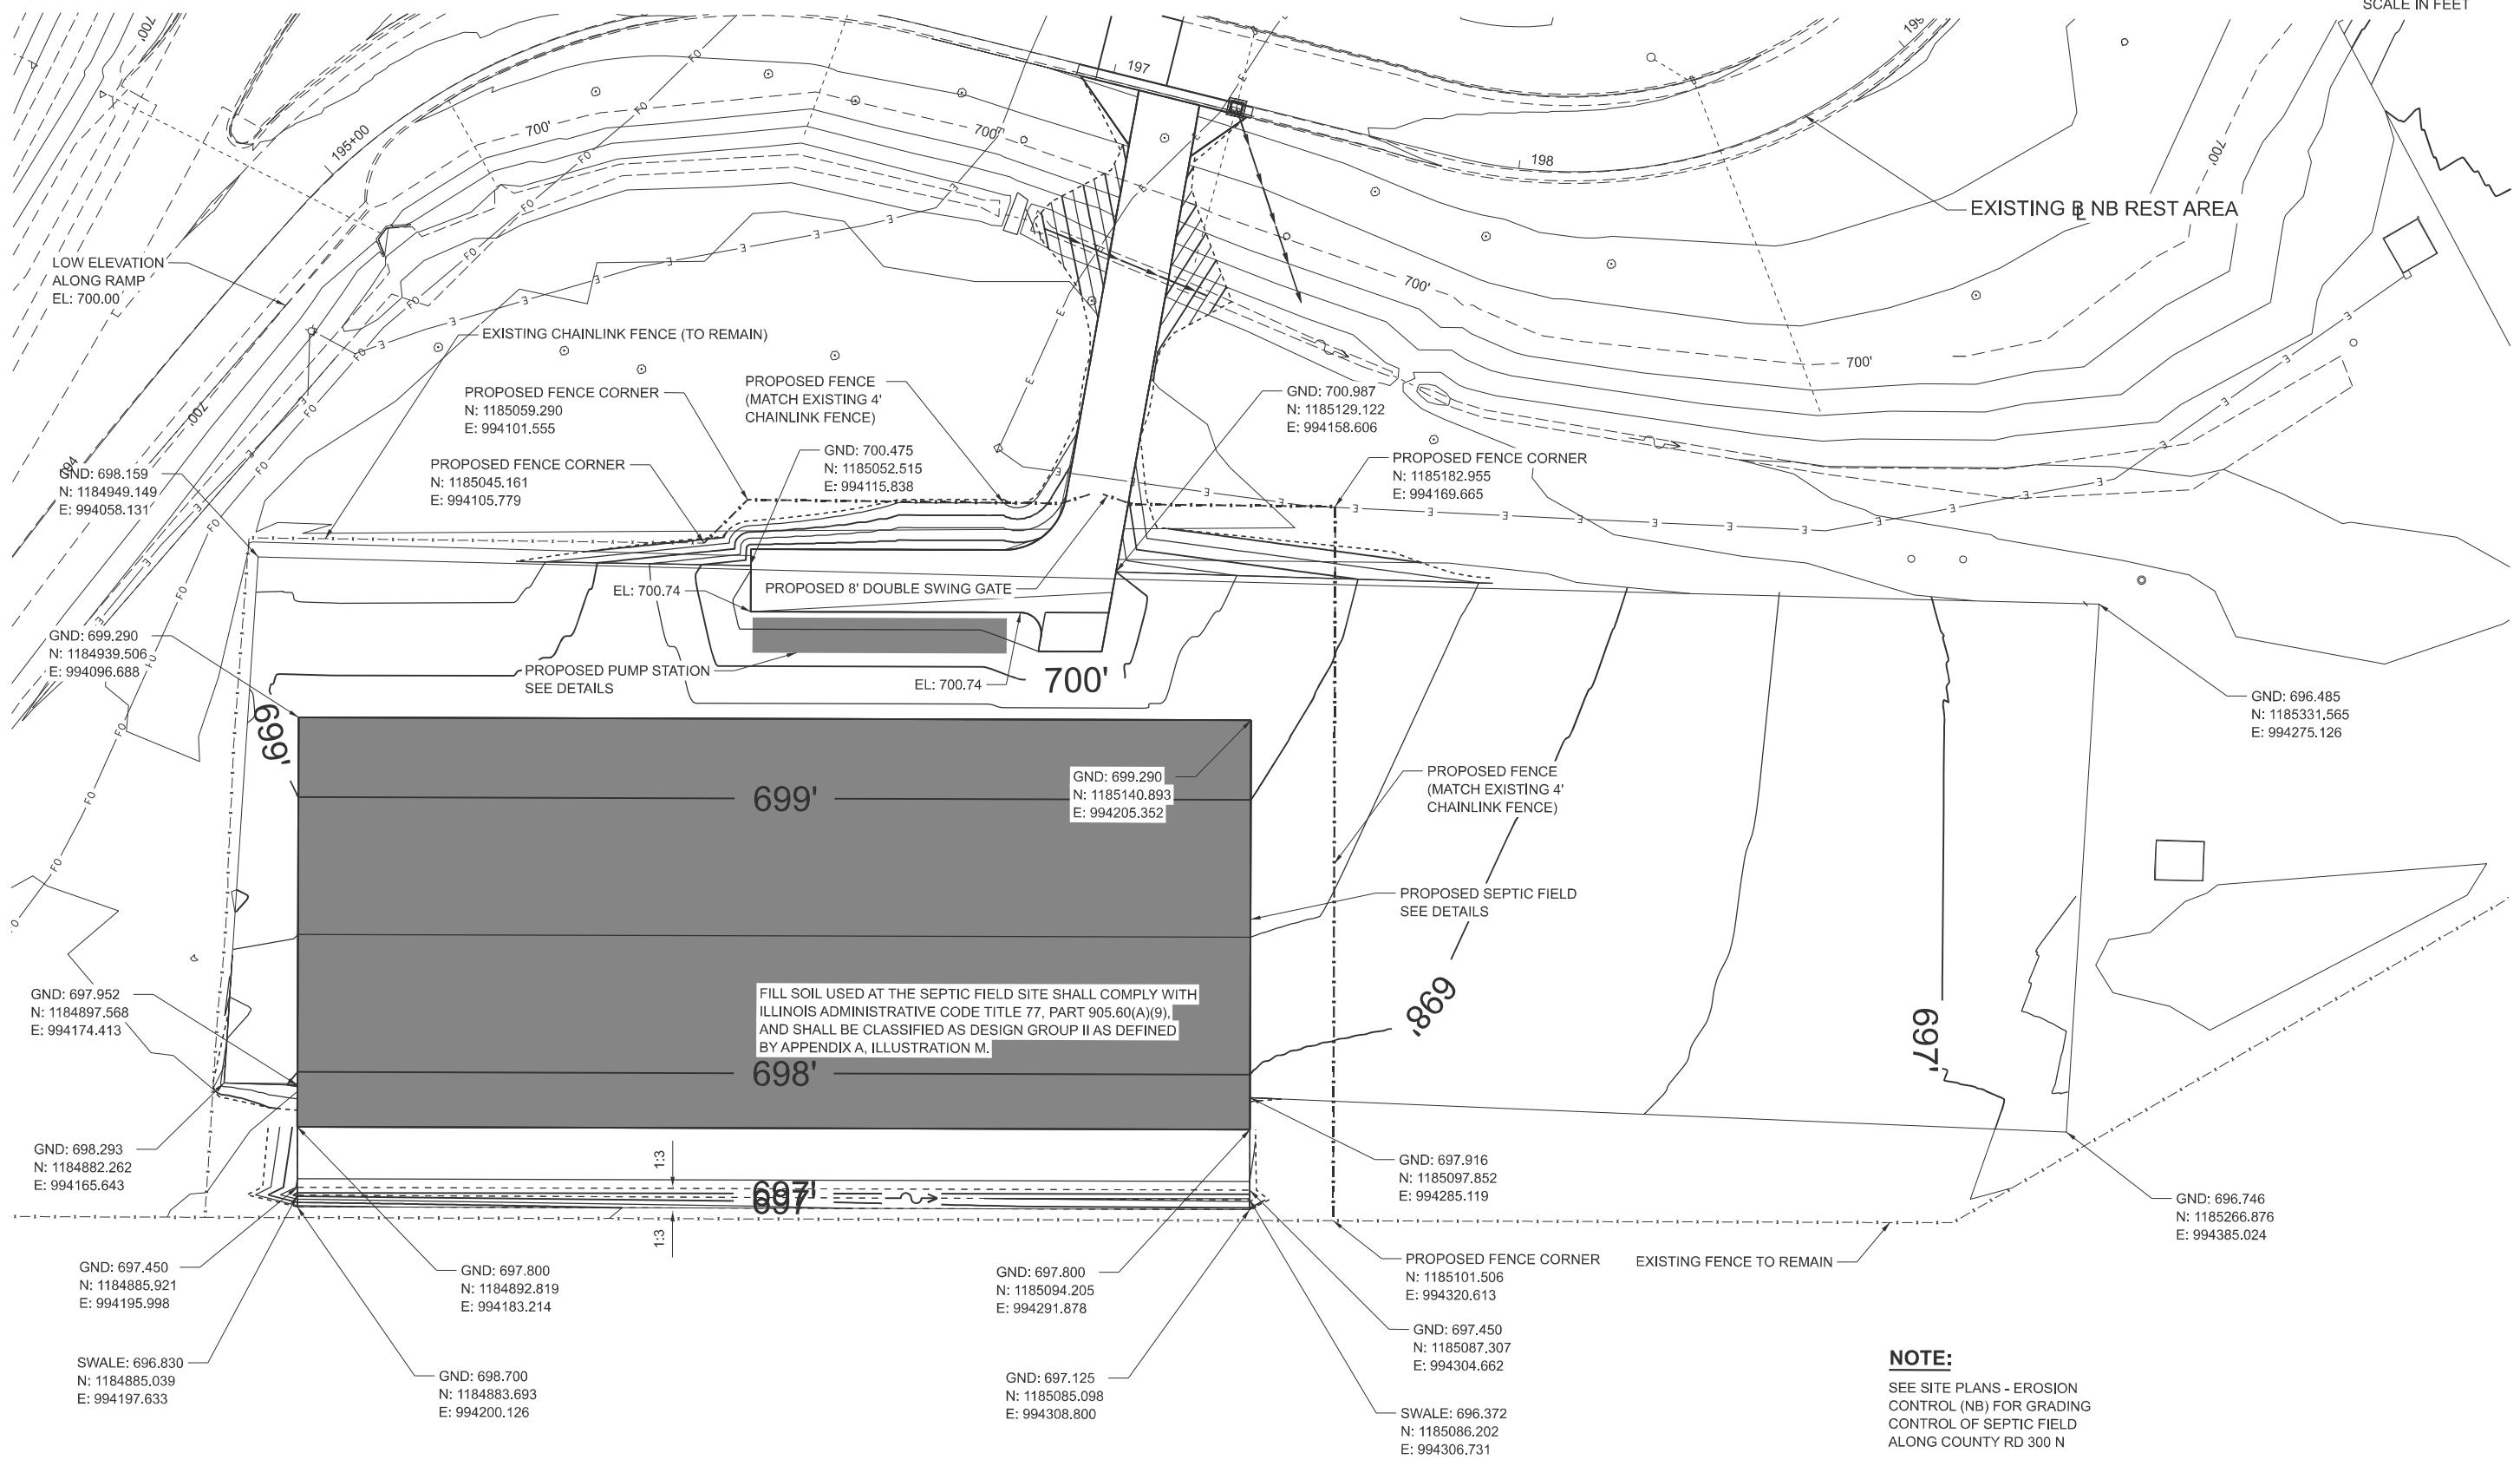 SCALE IN FEET
700'
197
199
195+00
700'
700'
198
700'
EXISTING ℄ NB REST AREA
LOW ELEVATION
ALONG RAMP
EL: 700.00
700'
700'
EXISTING CHAINLINK FENCE (TO REMAIN)
PROPOSED FENCE CORNER
N: 1185059.290
E: 994101.555
PROPOSED FENCE
(MATCH EXISTING 4'
CHAINLINK FENCE)
GND: 700.987
N: 1185129.122
E: 994158.606
700'
194
GND: 698.159
N: 1184949.149
E: 994058.131
PROPOSED FENCE CORNER
N: 1185045.161
E: 994105.779
GND: 700.475
N: 1185052.515
E: 994115.838
PROPOSED FENCE CORNER
N: 1185182.955
E: 994169.665
EL: 700.74
PROPOSED 8' DOUBLE SWING GATE
GND: 699.290
N: 1184939.506
E: 994096.688
PROPOSED PUMP STATION
SEE DETAILS
EL: 700.74
700'
GND: 696.485
N: 1185331.565
E: 994275.126
699'
699'
GND: 699.290
N: 1185140.893
E: 994205.352
PROPOSED FENCE
(MATCH EXISTING 4'
CHAINLINK FENCE)
PROPOSED SEPTIC FIELD
SEE DETAILS
GND: 697.952
N: 1184897.568
E: 994174.413
FILL SOIL USED AT THE SEPTIC FIELD SITE SHALL COMPLY WITH
ILLINOIS ADMINISTRATIVE CODE TITLE 77, PART 905.60(A)(9),
AND SHALL BE CLASSIFIED AS DESIGN GROUP II AS DEFINED
BY APPENDIX A, ILLUSTRATION M.
698'
697'
698'
GND: 698.293
N: 1184882.262
E: 994165.643
1:3
697'
697'
1:3
GND: 697.916
N: 1185097.852
E: 994285.119
GND: 696.746
N: 1185266.876
E: 994385.024
GND: 697.450
N: 1184885.921
E: 994195.998
GND: 697.800
N: 1184892.819
E: 994183.214
GND: 697.800
N: 1185094.205
E: 994291.878
PROPOSED FENCE CORNER
N: 1185101.506
E: 994320.613
EXISTING FENCE TO REMAIN
GND: 697.450
N: 1185087.307
E: 994304.662
SWALE: 696.830
N: 1184885.039
E: 994197.633
GND: 698.700
N: 1184883.693
E: 994200.126
GND: 697.125
N: 1185085.098
E: 994308.800
SWALE: 696.372
N: 1185086.202
E: 994306.731
NOTE:
SEE SITE PLANS - EROSION
CONTROL (NB) FOR GRADING
CONTROL OF SEPTIC FIELD
ALONG COUNTY RD 300 N